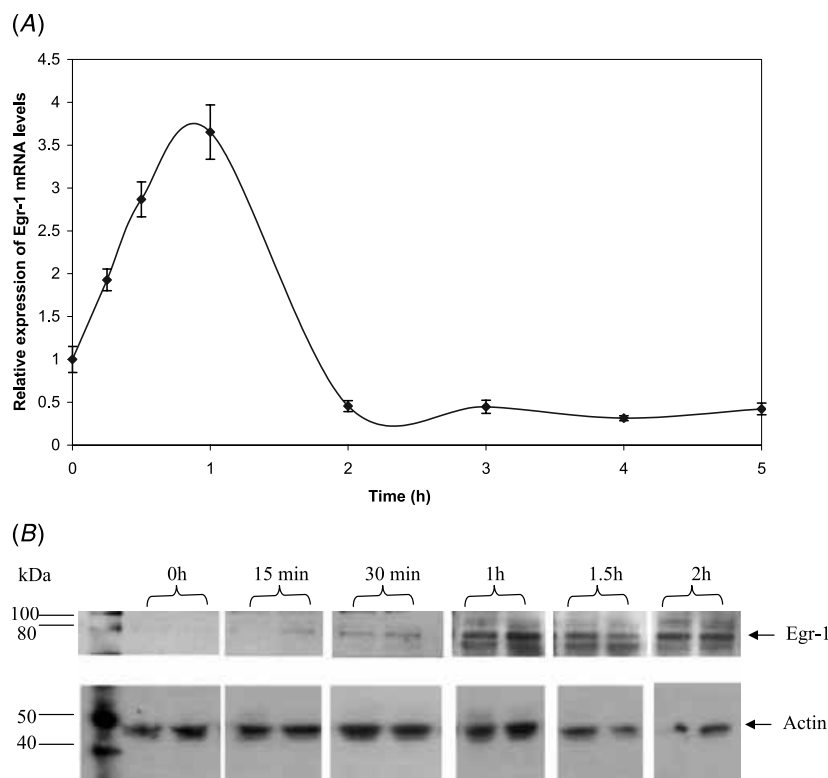 (A)
Relative expression of Egr-1 mRNA levels
4.5
4
3.5
3
2.5
2
1.5
1
0.5
0
0 1 2 3 4 5
Time (h)
(B)
kDa 0h 15 min 30 min 1h 1.5h 2h
100
80
Egr-1
50
Actin
40